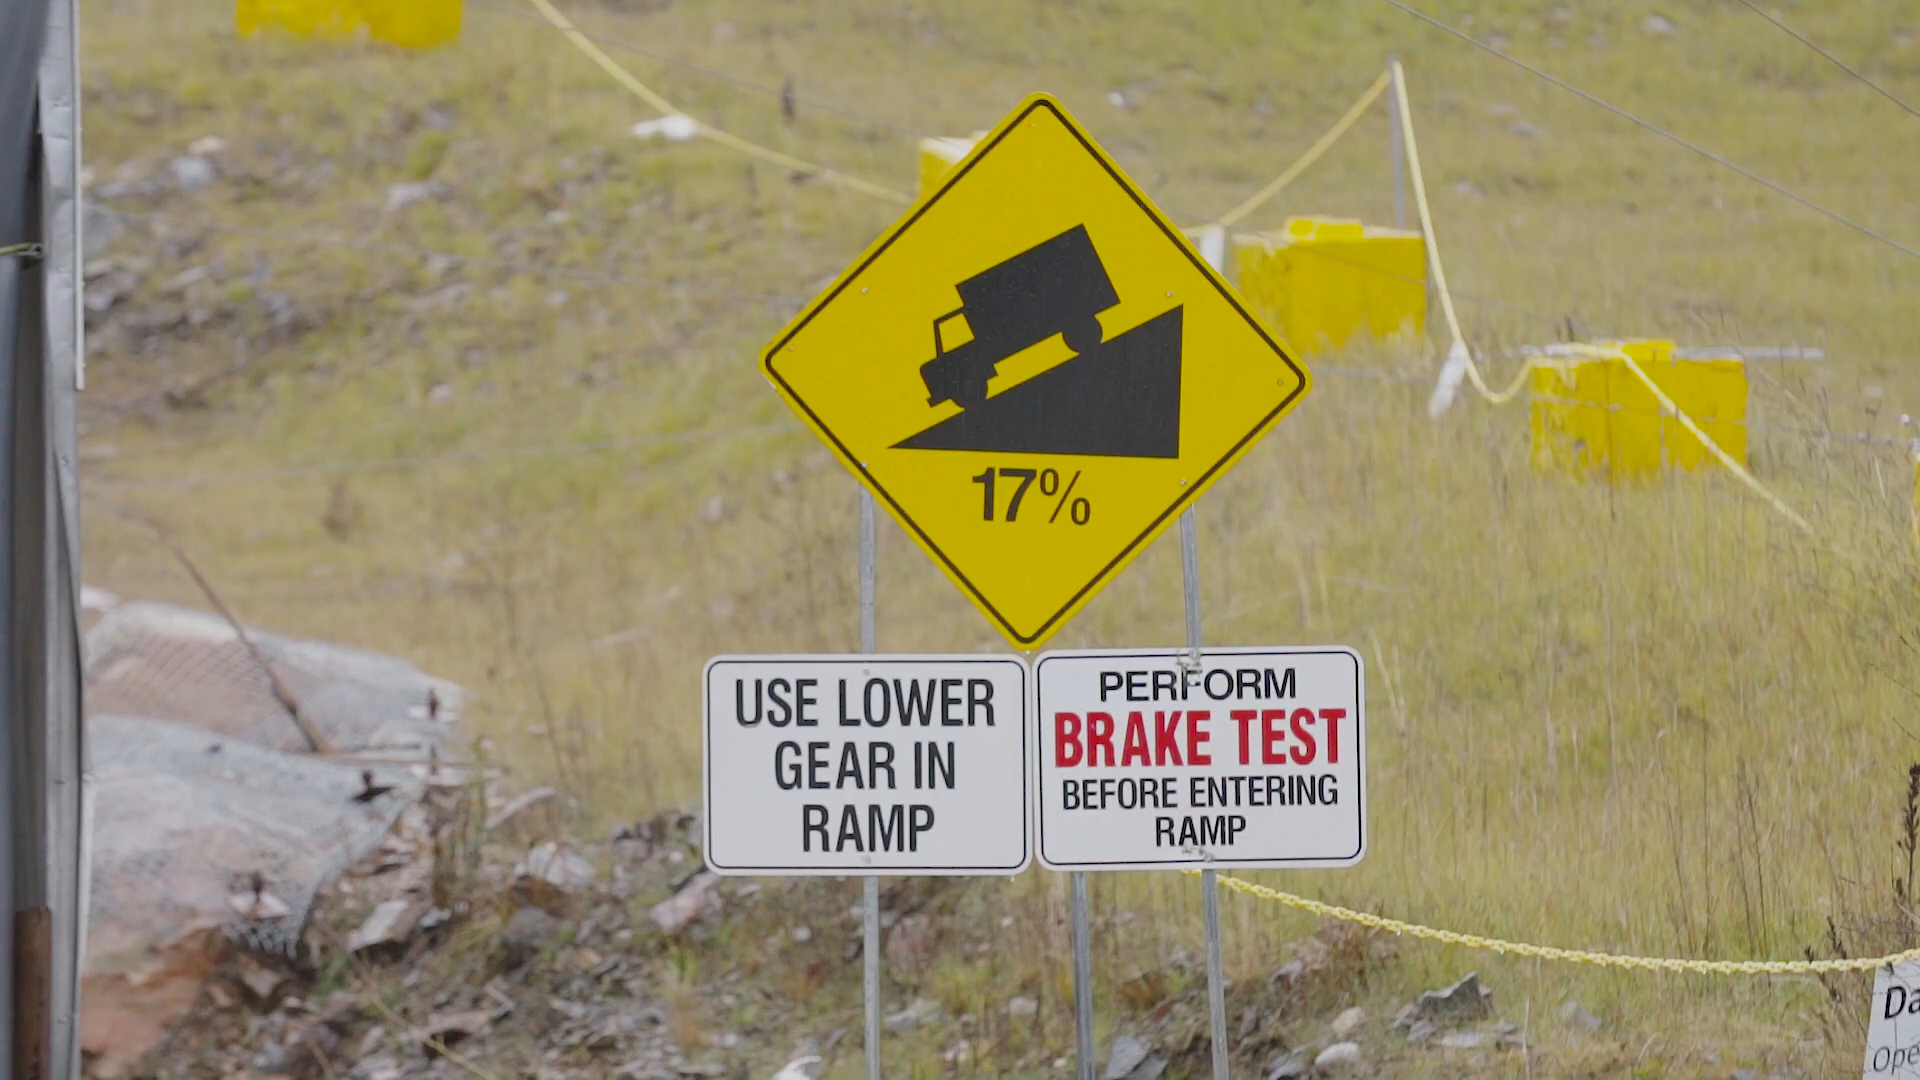 17%
USE LOWER
GEAR IN
RAMP
PERFORM
BRAKE TEST
BEFORE ENTERING
RAMP